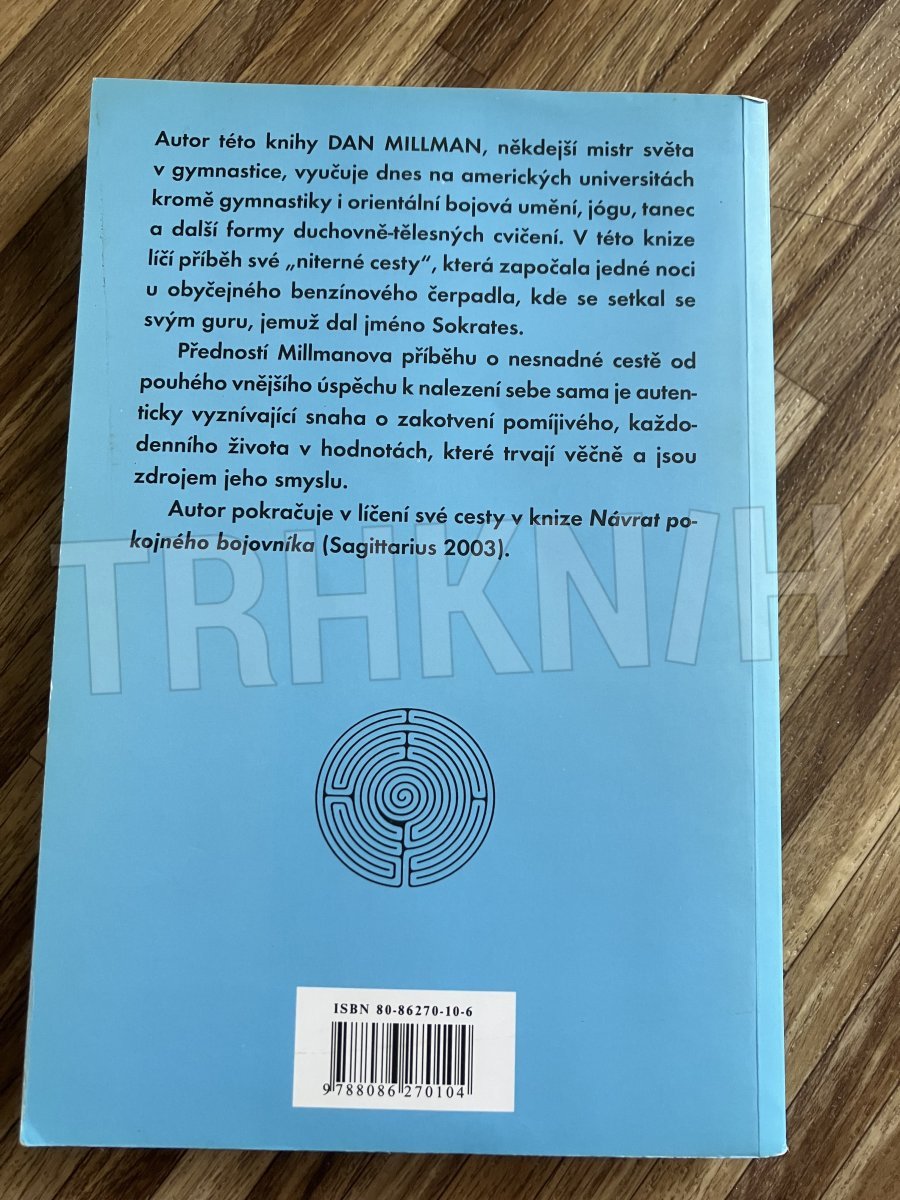 Autor této knihy DAN MILLMAN, někdejší mistr světa
v gymnastice, vyučuje dnes na amerických universitách
kromě gymnastiky i orientální bojová umění, jógu, tanec
a další formy duchovně-tělesných cvičení. V této knize
líčí příběh své „niterné cesty“, která započala jedné noci
u obyčejného benzínového čerpadla, kde se setkal se
svým guru, jemuž dal jméno Sokrates.
Předností Millmanova příběhu o nesnadné cestě od
pouhého vnějšího úspěchu k nalezení sebe sama je auten-
ticky vyznívající snaha o zakotvení pomíjivého, každo-
denního života v hodnotách, které trvají věčně a jsou
zdrojem jeho smyslu.
Autor pokračuje v líčení své cesty v knize Návrat po-
kojného bojovníka (Sagittarius 2003).
TRHKNIH
ISBN 80-86270-10-6
9788086270104